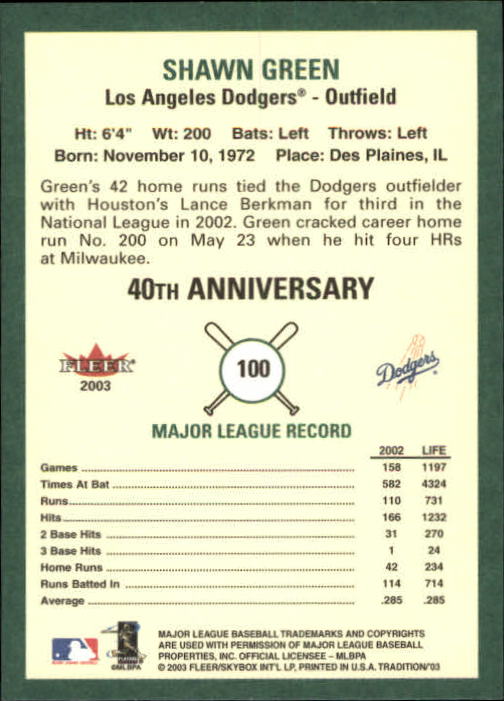 SHAWN GREEN
Los Angeles Dodgers® - Outfield
Ht: 6'4" Wt: 200 Bats: Left Throws: Left
Born: November 10, 1972 Place: Des Plaines, IL
Green's 42 home runs tied the Dodgers outfielder
with Houston's Lance Berkman for third in the
National League in 2002. Green cracked career home
run No. 200 on May 23 when he hit four HRs
at Milwaukee.
40TH ANNIVERSARY
FLEER®
2003
100
Dodgers
MAJOR LEAGUE RECORD
2002 LIFE
Games 158 1197
Times At Bat 582 4324
Runs 110 731
Hits 166 1232
2 Base Hits 31 270
3 Base Hits 1 24
Home Runs 42 234
Runs Batted In 114 714
Average .285 .285
©MLBPA
MAJOR LEAGUE BASEBALL TRADEMARKS AND COPYRIGHTS
ARE USED WITH PERMISSION OF MAJOR LEAGUE BASEBALL
PROPERTIES, INC. OFFICIAL LICENSEE - MLBPA
© 2003 FLEER/SKYBOX INT'L LP, PRINTED IN U.S.A. TRADITION/'03